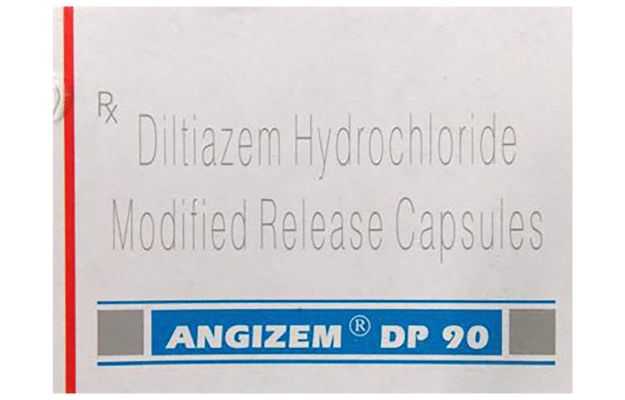 Rx
Diltiazem Hydrochloride
Modified Release Capsules
ANGIZEM® DP 90